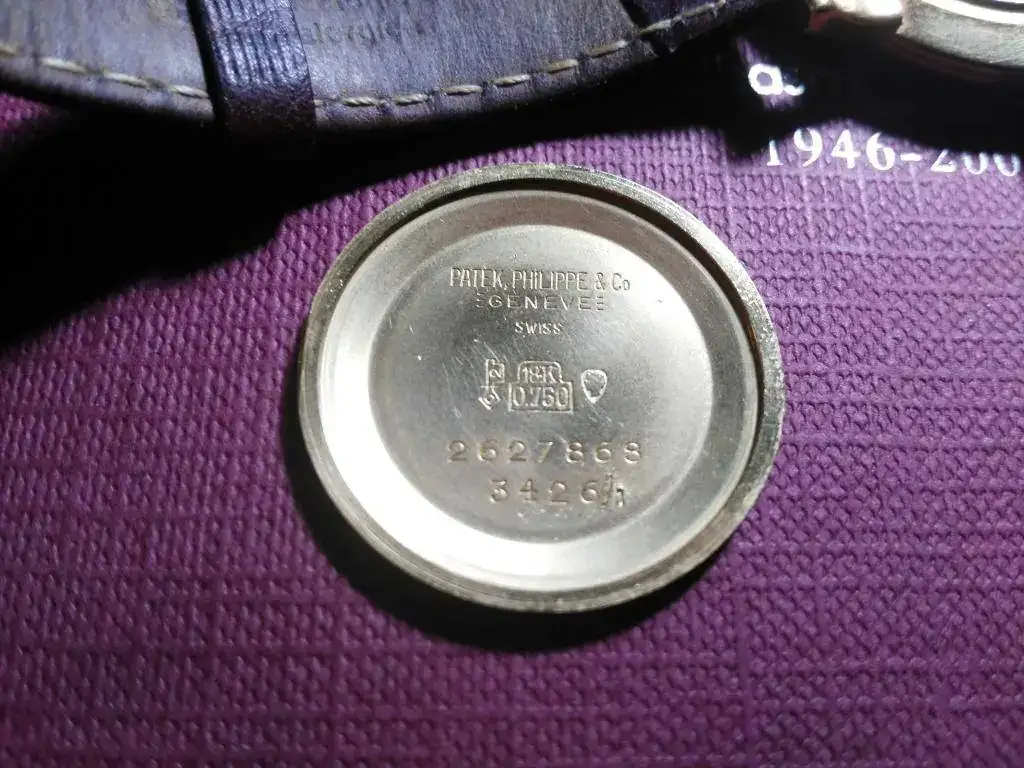 1946-200
PATEK, PHILIPPE & Co
GENEVE
SWISS
18K
0.750
2627868
3426/1